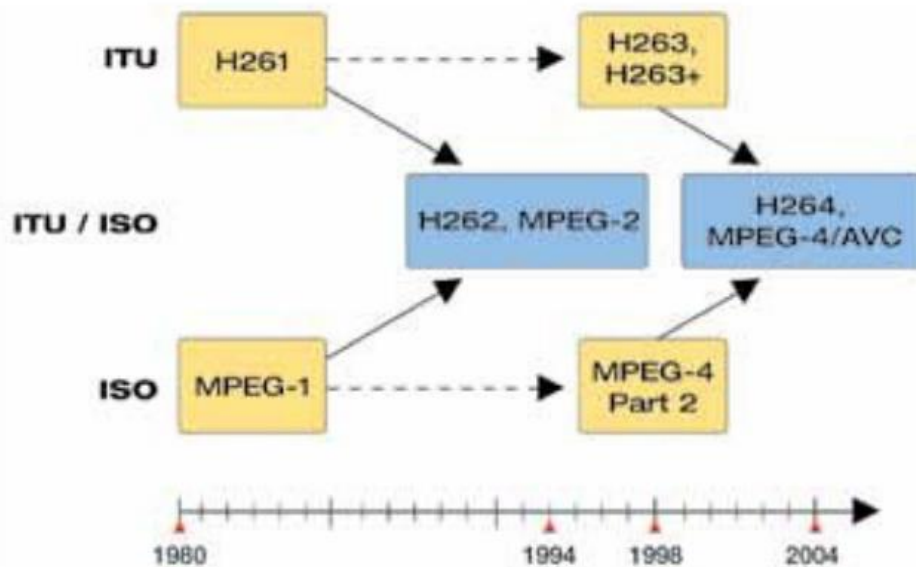 ITU
H261
H263,
H263+
ITU / ISO
H262, MPEG-2
H264,
MPEG-4/AVC
ISO
MPEG-1
MPEG-4
Part 2
1980
1994
1998
2004